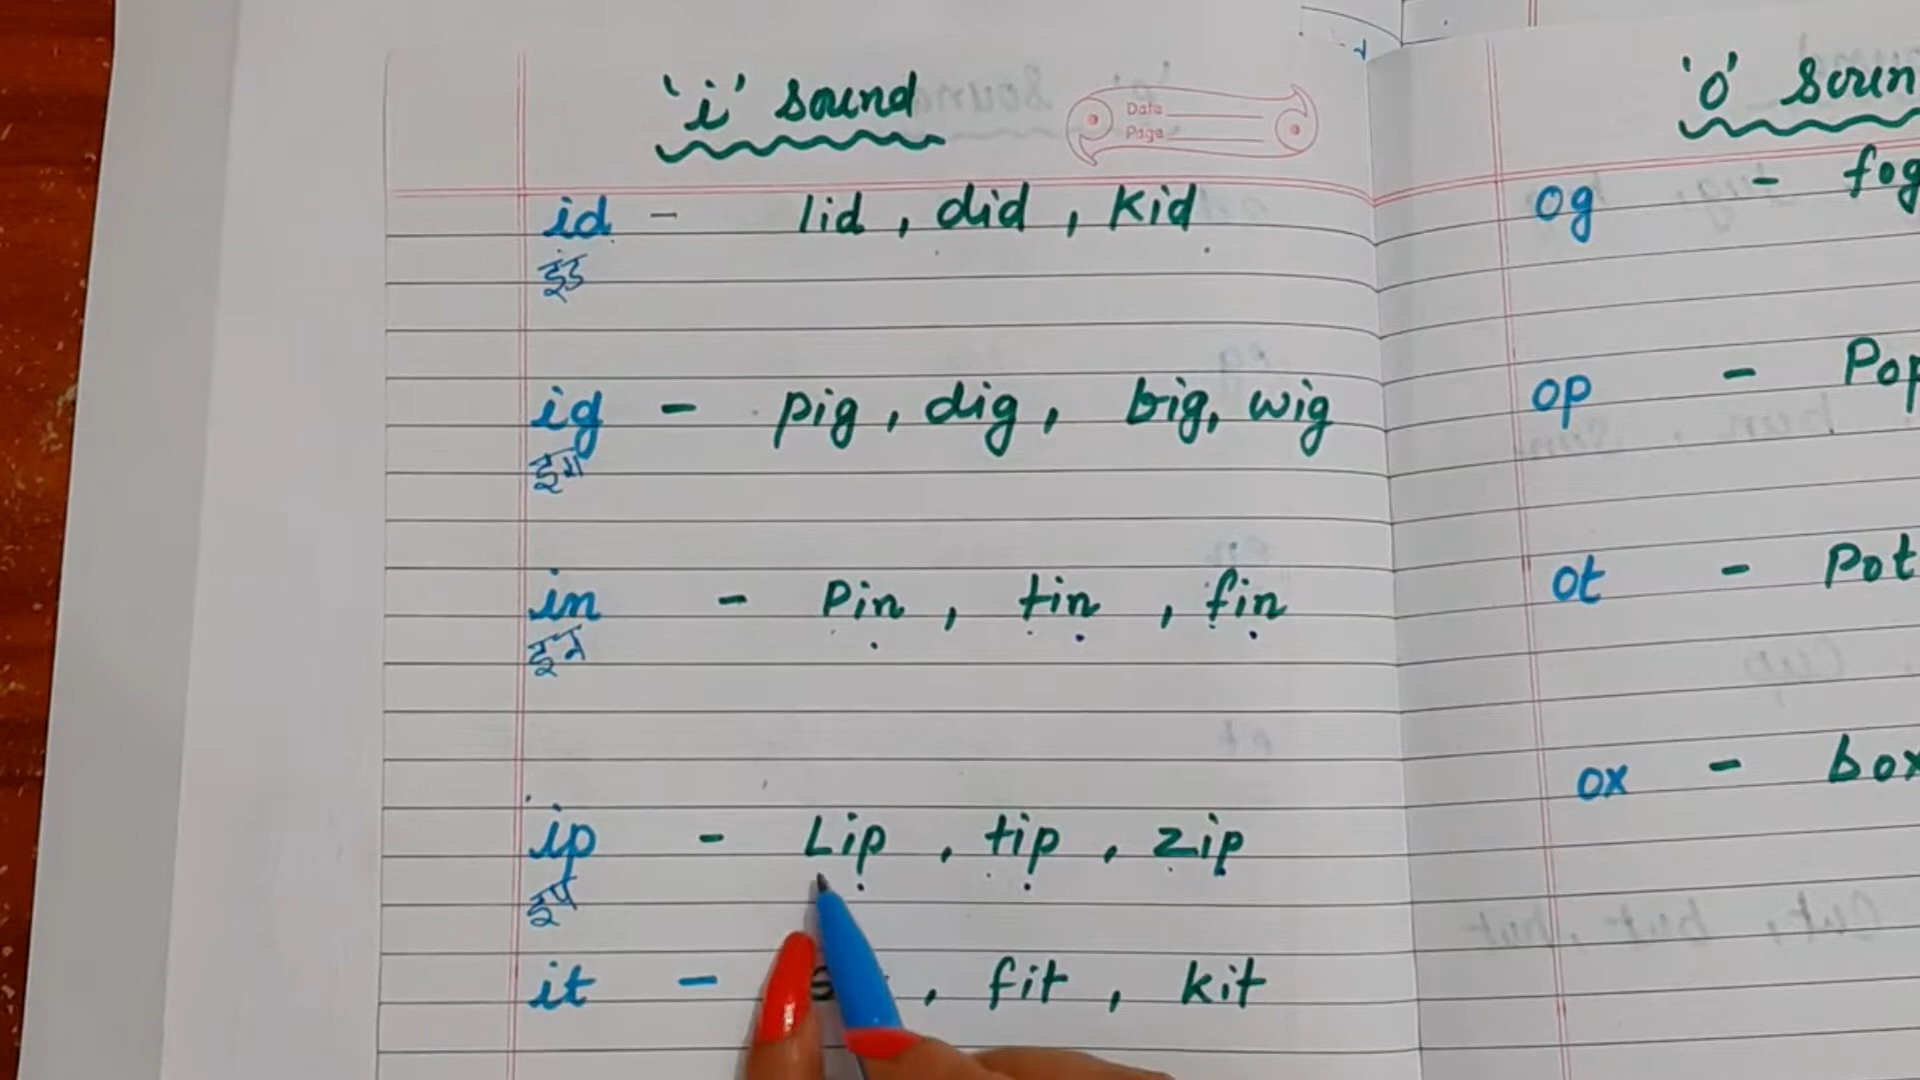 'i' sound
Data
Page
id - lid, did, kid
इड
ig - pig, dig, big, wig
इग
in - Pin, tin, fin
इन
ip - Lip, tip, zip
इप
it - , fit, kit
'o' soun
og - fog
op - Pop
ot - Pot
ox - box